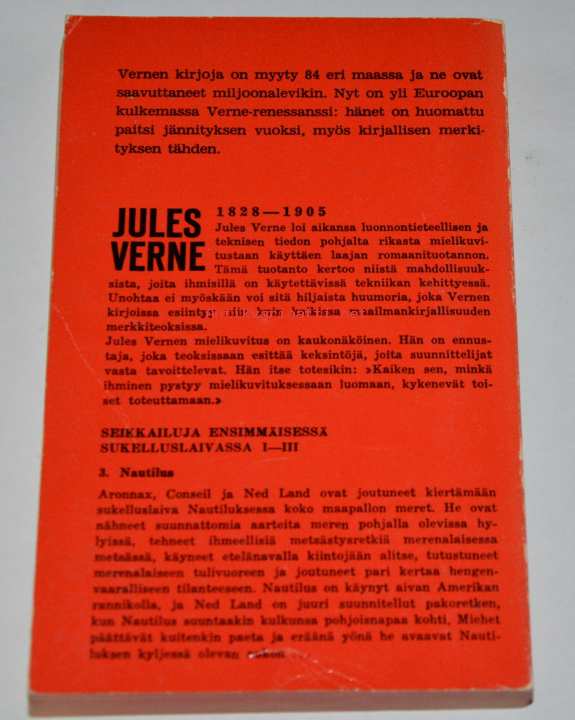 Vernen kirjoja on myyty 84 eri maassa ja ne ovat
saavuttaneet miljoonalevikin. Nyt on yli Euroopan
kulkemassa Verne-renessanssi: hänet on huomattu
paitsi jännityksen vuoksi, myös kirjallisen merki-
tyksen tähden.
JULES
VERNE
1828—1905
Jules Verne loi aikansa luonnontieteellisen ja
teknisen tiedon pohjalta rikasta mielikuvi-
tustaan käyttäen laajan romaanituotannon.
Tämä tuotanto kertoo niistä mahdollisuuk-
sista, joita ihmisillä on käytettävissä tekniikan kehittyessä.
Unohtaa ei myöskään voi sitä hiljaista huumoria, joka Vernen
kirjoissa esiintyy niin kuin kaikissa maailmankirjallisuuden
merkkiteoksissa.
Jules Vernen mielikuvitus on kaukonäköinen. Hän on ennus-
taja, joka teoksissaan esittää keksintöjä, joita suunnittelijat
vasta tavoittelevat. Hän itse totesikin: »Kaiken sen, minkä
ihminen pystyy mielikuvituksessaan luomaan, kykenevät toi-
set toteuttamaan.»
SEIKKAILUJA ENSIMMÄISESSÄ
SUKELLUSLAIVASSA I—III
3. Nautilus
Aronnax, Conseil ja Ned Land ovat joutuneet kiertämään
sukelluslaiva Nautiluksessa koko maapallon meret. He ovat
nähneet suunnattomia aarteita meren pohjalla olevissa hy-
lyissä, tehneet ihmeellisiä metsästysretkiä merenalaisessa
metsässä, käyneet etelänavalla kiintojään alitse, tutustuneet
merenalaiseen tulivuoreen ja joutuneet pari kertaa hengen-
vaaralliseen tilanteeseen. Nautilus on käynyt aivan Amerikan
rannikolla, ja Ned Land on juuri suunnitellut pakoretken,
kun Nautilus suuntaakin kulkunsa pohjoisnapaa kohti. Miehet
päättävät kuitenkin paeta ja eräänä yönä he avaavat Nauti-
luksen kyljessä olevan aukon ...